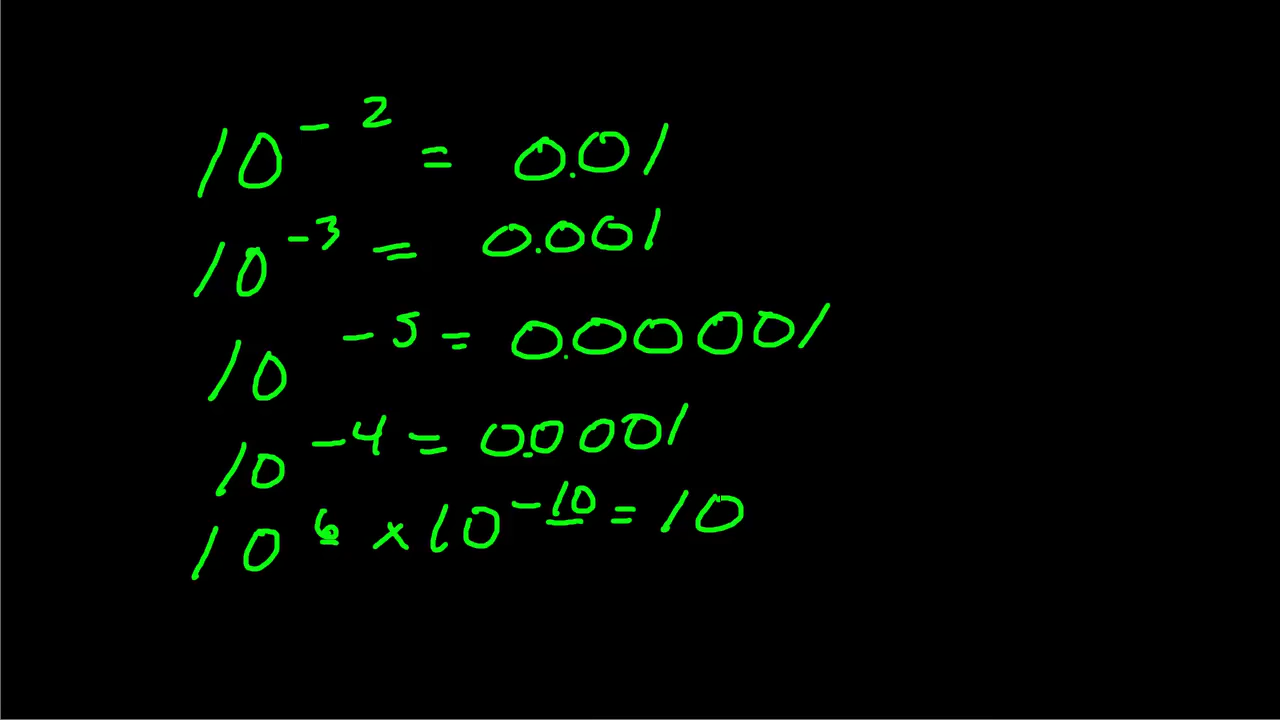 10^-2 = 0.01
10^-3 = 0.001
10^-5 = 0.00001
10^-4 = 0.0001
10^6 x 10^-10 = 10